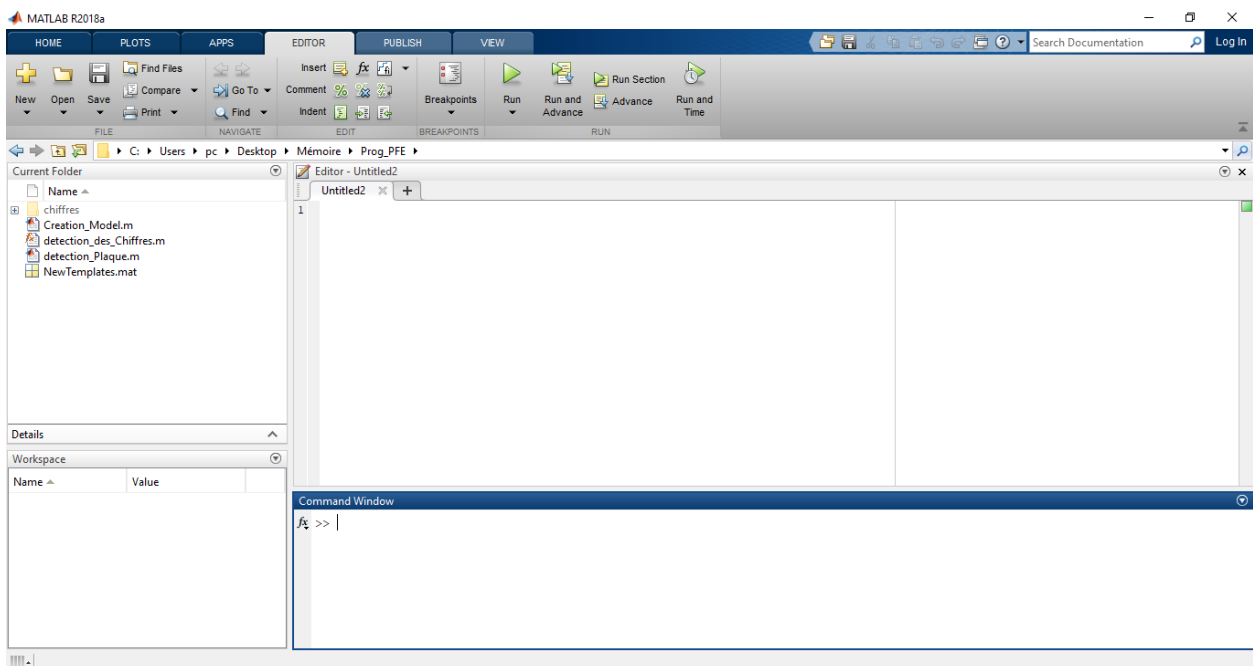 MATLAB R2018a
HOME PLOTS APPS EDITOR PUBLISH VIEW Search Documentation Log In
Find Files Insert fx
New Open Save Compare Go To Comment % Breakpoints Run Run and Advance Run Section Run and Time
Print Find Indent Advance
FILE NAVIGATE EDIT BREAKPOINTS RUN
C: Users pc Desktop Mémoire Prog_PFE
Current Folder
Name
chiffres
Creation_Model.m
detection_des_Chiffres.m
detection_Plaque.m
NewTemplates.mat
Details
Workspace
Name Value
Editor - Untitled2
Untitled2 +
1
Command Window
fx >>